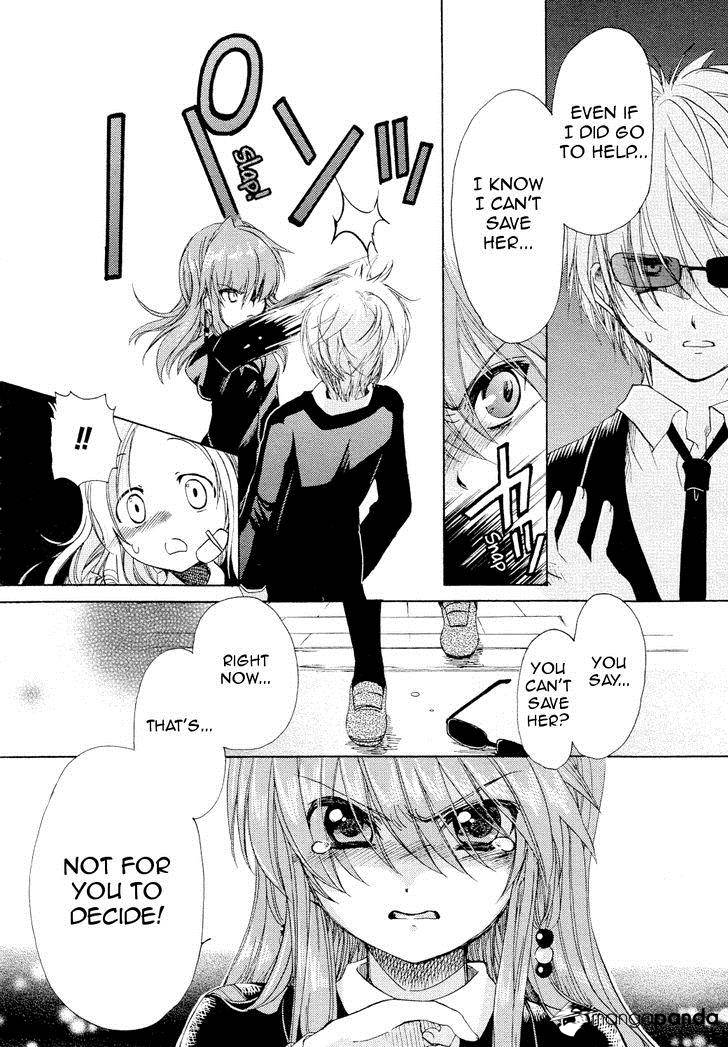 EVEN IF
I DID GO
TO HELP...
I KNOW
I CAN'T
SAVE
HER...
Snap
パンッ
Slap!
!!
YOU
SAY...
YOU
CAN'T
SAVE
HER?
RIGHT
NOW...
THAT'S...
NOT FOR
YOU TO
DECIDE!
mangapanda